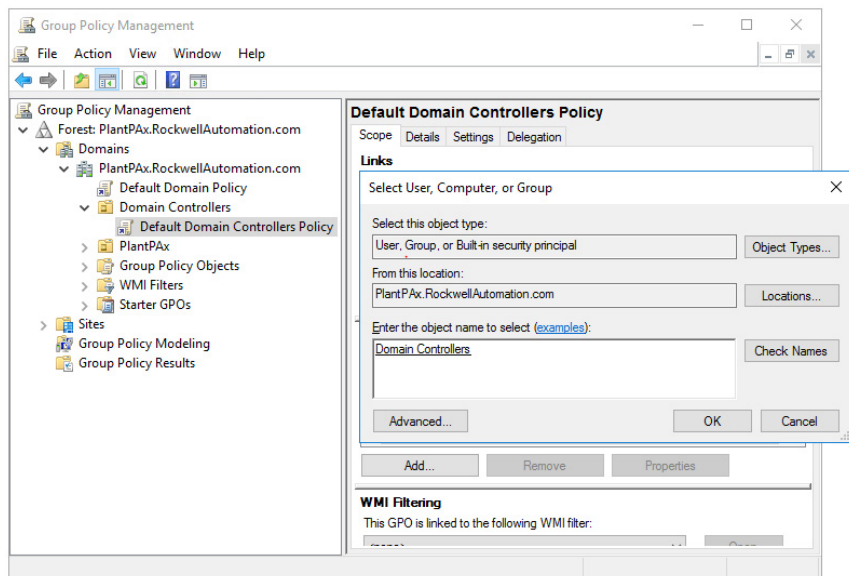 Group Policy Management
File Action View Window Help
Group Policy Management
Forest: PlantPAx.RockwellAutomation.com
Domains
PlantPAx.RockwellAutomation.com
Default Domain Policy
Domain Controllers
Default Domain Controllers Policy
PlantPAx
Group Policy Objects
WMI Filters
Starter GPOs
Sites
Group Policy Modeling
Group Policy Results
Default Domain Controllers Policy
Scope Details Settings Delegation
Links
Select User, Computer, or Group
Select this object type:
User, Group, or Built-in security principal Object Types...
From this location:
PlantPAx.RockwellAutomation.com Locations...
Enter the object name to select (examples):
Domain Controllers Check Names
Advanced... OK Cancel
Add... Remove Properties
WMI Filtering
This GPO is linked to the following WMI filter: